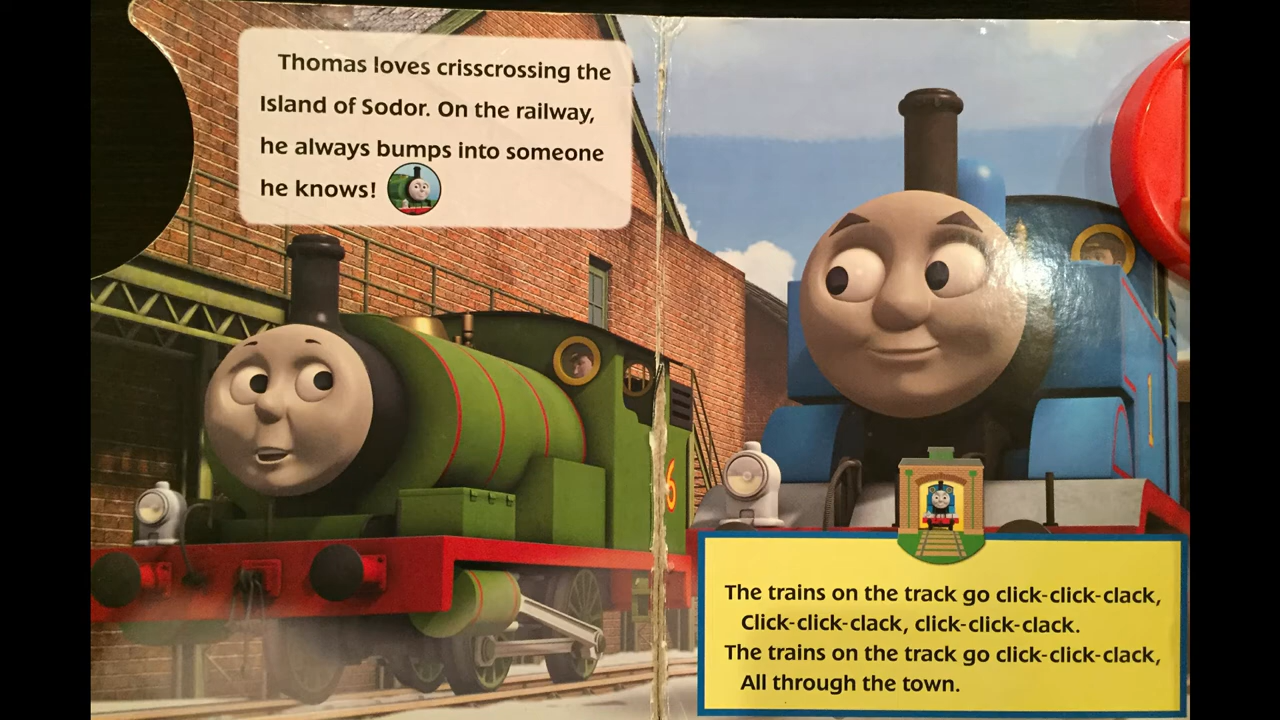 Thomas loves crisscrossing the
Island of Sodor. On the railway,
he always bumps into someone
he knows!
6
1
The trains on the track go click-click-clack,
Click-click-clack, click-click-clack.
The trains on the track go click-click-clack,
All through the town.